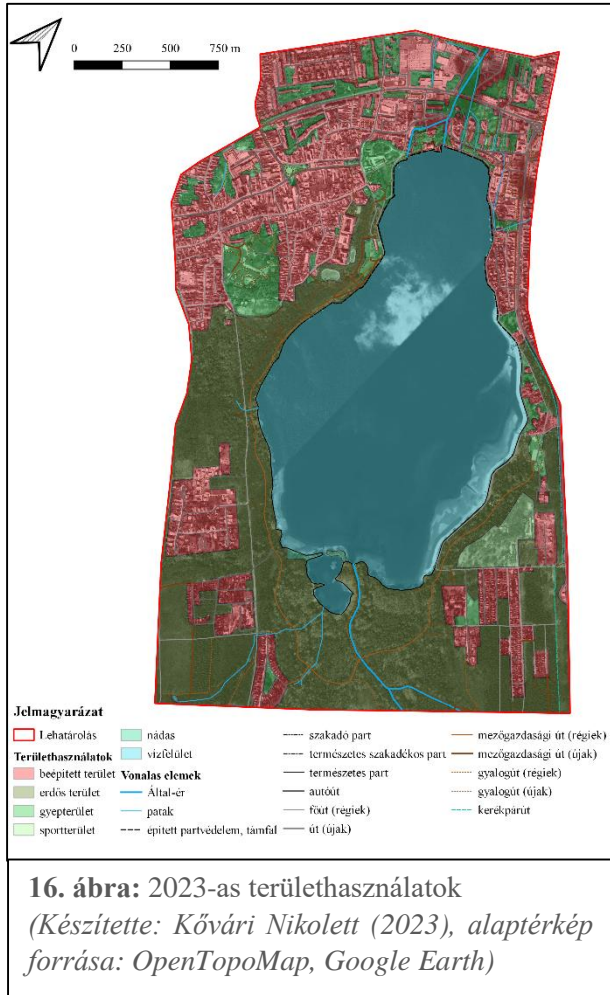 0 250 500 750 m
Jelmagyarázat
Lehatárolás
Területhasználatok
beépített terület
erdős terület
gyepterület
sportterület
nádas
vízfelület
Vonalas elemek
Által-ér
patak
épített partvédelem, támfal
szakadó part
természetes szakadékos part
természetes part
autóút
főút (régiek)
út (újak)
mezőgazdasági út (régiek)
mezőgazdasági út (újak)
gyalogút (régiek)
gyalogút (újak)
kerékpárút
16. ábra: 2023-as területhasználatok
(Készítette: Kővári Nikolett (2023), alaptérkép
forrása: OpenTopoMap, Google Earth)